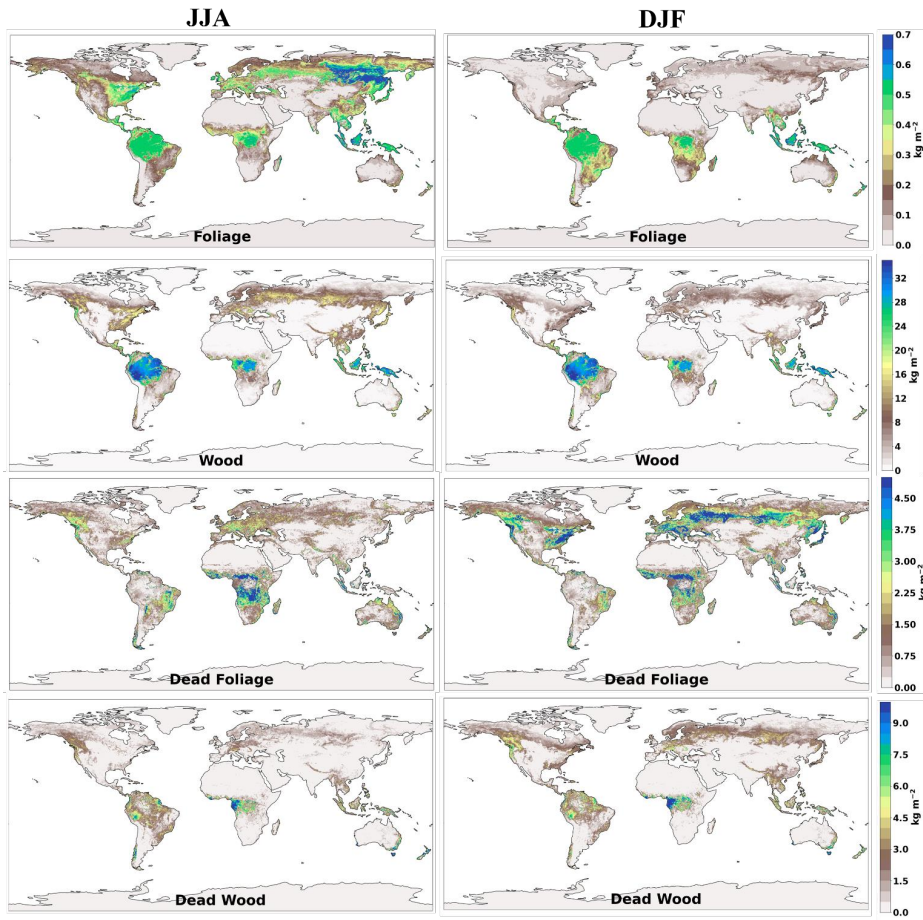 JJA
DJF
Foliage
Foliage
0.7
0.6
0.5
0.4
0.3
0.2
0.1
0.0
kg m⁻²
Wood
Wood
32
28
24
20
16
12
8
4
0
kg m⁻²
Dead Foliage
Dead Foliage
4.50
3.75
3.00
2.25
1.50
0.75
0.00
kg m⁻²
Dead Wood
Dead Wood
9.0
7.5
6.0
4.5
3.0
1.5
0.0
kg m⁻²